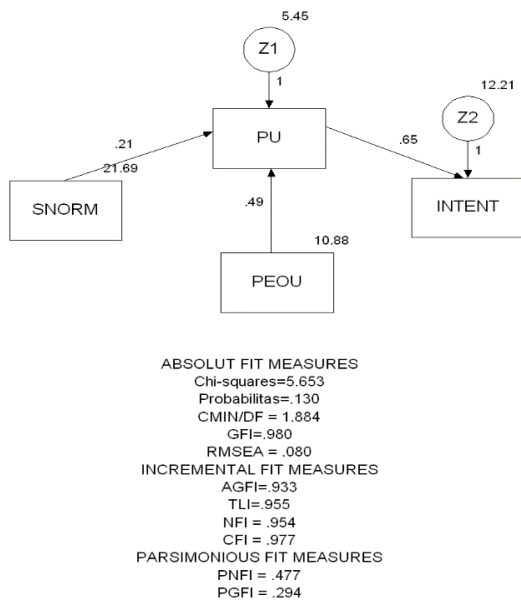 5.45
Z1
12.21
1
Z2
PU
.21
.65
1
21.69
SNORM
.49
INTENT
10.88
PEOU
ABSOLUT FIT MEASURES
Chi-squares=5.653
Probabilitas=.130
CMIN/DF = 1.884
GFI=.980
RMSEA = .080
INCREMENTAL FIT MEASURES
AGFI=.933
TLI=.955
NFI = .954
CFI = .977
PARSIMONIOUS FIT MEASURES
PNFI = .477
PGFI = .294